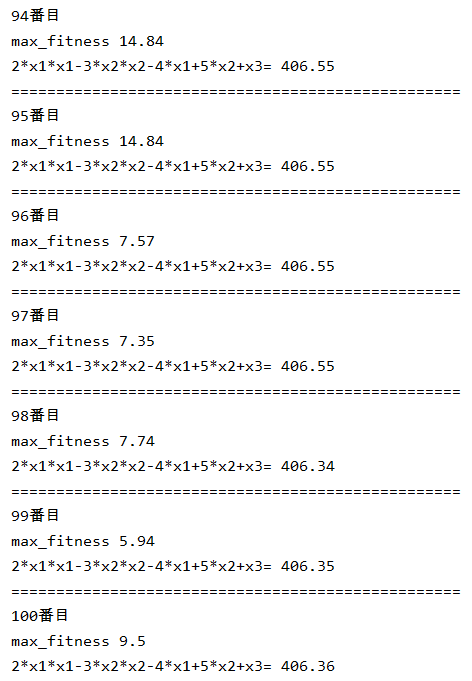 94番目
max_fitness 14.84
2*x1*x1-3*x2*x2-4*x1+5*x2+x3= 406.55
==================================================
95番目
max_fitness 14.84
2*x1*x1-3*x2*x2-4*x1+5*x2+x3= 406.55
==================================================
96番目
max_fitness 7.57
2*x1*x1-3*x2*x2-4*x1+5*x2+x3= 406.55
==================================================
97番目
max_fitness 7.35
2*x1*x1-3*x2*x2-4*x1+5*x2+x3= 406.55
==================================================
98番目
max_fitness 7.74
2*x1*x1-3*x2*x2-4*x1+5*x2+x3= 406.34
==================================================
99番目
max_fitness 5.94
2*x1*x1-3*x2*x2-4*x1+5*x2+x3= 406.35
==================================================
100番目
max_fitness 9.5
2*x1*x1-3*x2*x2-4*x1+5*x2+x3= 406.36